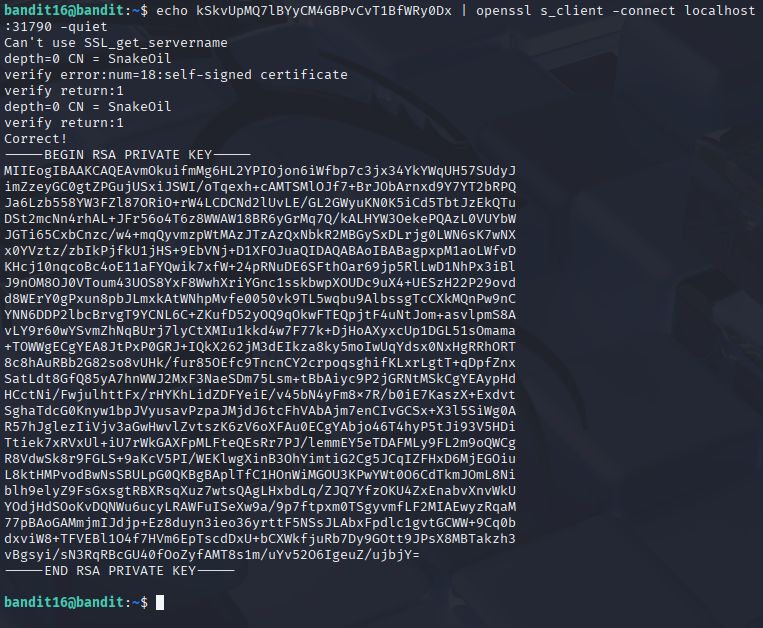 bandit16@bandit:~$ echo kSkvUpMQ7lBYyCM4GBPvCvT1BfWRy0Dx | openssl s_client -connect localhost
:31790 -quiet
Can't use SSL_get_servername
depth=0 CN = SnakeOil
verify error:num=18:self-signed certificate
verify return:1
depth=0 CN = SnakeOil
verify return:1
Correct!
-----BEGIN RSA PRIVATE KEY-----
MIIEogIBAAKCAQEAvmOkuifmMg6HL2YPIOjon6iWfbp7c3jx34YkYWqUH57SUdyJ
imZzeyGC0gtZPGujUSxiJSWI/oTqexh+cAMTSMlOJf7+BrJObArnxd9Y7YT2bRPQ
Ja6Lzb558YW3FZl87ORiO+rW4LCDCNd2lUvLE/GL2GWyuKN0K5iCd5TbtJzEkQTu
DSt2mcNn4rhAL+JFr56o4T6z8WWAW18BR6yGrMq7Q/kALHYW3OekePQAzL0VUYbW
JGTi65CxbCnzc/w4+mqQyvmzpWtMAzJTzAzQxNbkR2MBGySxDLrjg0LWN6sK7wNX
x0YVztz/zbIkPjfkU1jHS+9EbVNj+D1XFOJuaQIDAQABAoIBABagpxpM1aoLWfvD
KHcj10nqcoBc4oE11aFYQwik7xfW+24pRNuDE6SFthOar69jp5RlLwD1NhPx3iBl
J9nOM8OJ0VToum43UOS8YxF8WwhXriYGnc1sskbwpXOUDc9uX4+UESzH22P29ovd
d8WErY0gPxun8pbJLmxkAtWNhpMvfe0050vk9TL5wqbu9AlbssgTcCXkMQnPw9nC
YNN6DDP2lbcBrvgT9YCNL6C+ZKufD52yOQ9qOkwFTEQpjtF4uNtJom+asvlpmS8A
vLY9r60wYSvmZhNqBUrj7lyCtXMIu1kkd4w7F77k+DjHoAXyxcUp1DGL51sOmama
+TOWWgECgYEA8JtPxP0GRJ+IQkX262jM3dEIkza8ky5moIwUqYdsx0NxHgRRhORT
8c8hAuRBb2G82so8vUHk/fur85OEfc9TncnCY2crpoqsghifKLxrLgtT+qDpfZnx
SatLdt8GfQ85yA7hnWWJ2MxF3NaeSDm75Lsm+tBbAiyc9P2jGRNtMSkCgYEAypHd
HCctNi/FwjulhttFx/rHYKhLidZDFYeiE/v45bN4yFm8x7R/b0iE7KaszX+Exdvt
SghaTdcG0Knyw1bpJVyusavPzpaJMjdJ6tcFhVAbAjm7enCIvGCSx+X3l5SiWg0A
R57hJglezIiVjv3aGwHwvlZvtszK6zV6oXFAu0ECgYAbjo46T4hyP5tJi93V5HDi
Ttiek7xRVxUl+iU7rWkGAXFpMLFteQEsRr7PJ/lemmEY5eTDAFMLy9FL2m9oQWCg
R8VdwSk8r9FGLS+9aKcV5PI/WEKlwgXinB3OhYimtiG2Cg5JCqIZFHxD6MjEGOiu
L8ktHMPvodBwNsSBULpG0QKBgBAplTfC1HOnWiMGOU3KPwYWt0O6CdTkmJOmL8Ni
blh9elyZ9FsGxsgtRBXRsqXuz7wtsQAgLHxbdLq/ZJQ7YfzOKU4ZxEnabvXnvWkU
YOdjHdSOoKvDQNWu6ucyLRAWFuISeXw9a/9p7ftpxm0TSgyvmfLF2MIAEwyzRqaM
77pBAoGAMmjmIJdjp+Ez8duyn3ieo36yrttF5NSsJLAbxFpdlc1gvtGCWW+9Cq0b
dxviW8+TFVEBl1O4f7HVm6EpTscdDxU+bCXWkfjuRb7Dy9GOtt9JPsX8MBTakzh3
vBgsyi/sN3RqRBcGU40fOoZyfAMT8s1m/uYv52O6IgeuZ/ujbjY=
-----END RSA PRIVATE KEY-----
bandit16@bandit:~$